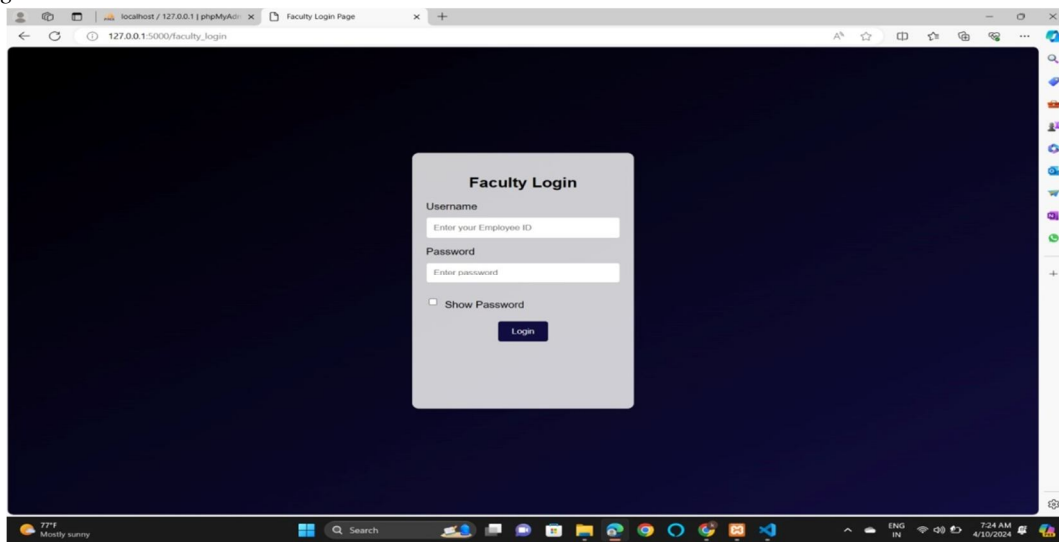 localhost / 127.0.0.1 | phpMyAdm
Faculty Login Page
127.0.0.1:5000/faculty_login
Faculty Login
Username
Enter your Employee ID
Password
Enter password
Show Password
Login
77°F
Mostly sunny
Search
ENG
IN
7:24 AM
4/10/2024